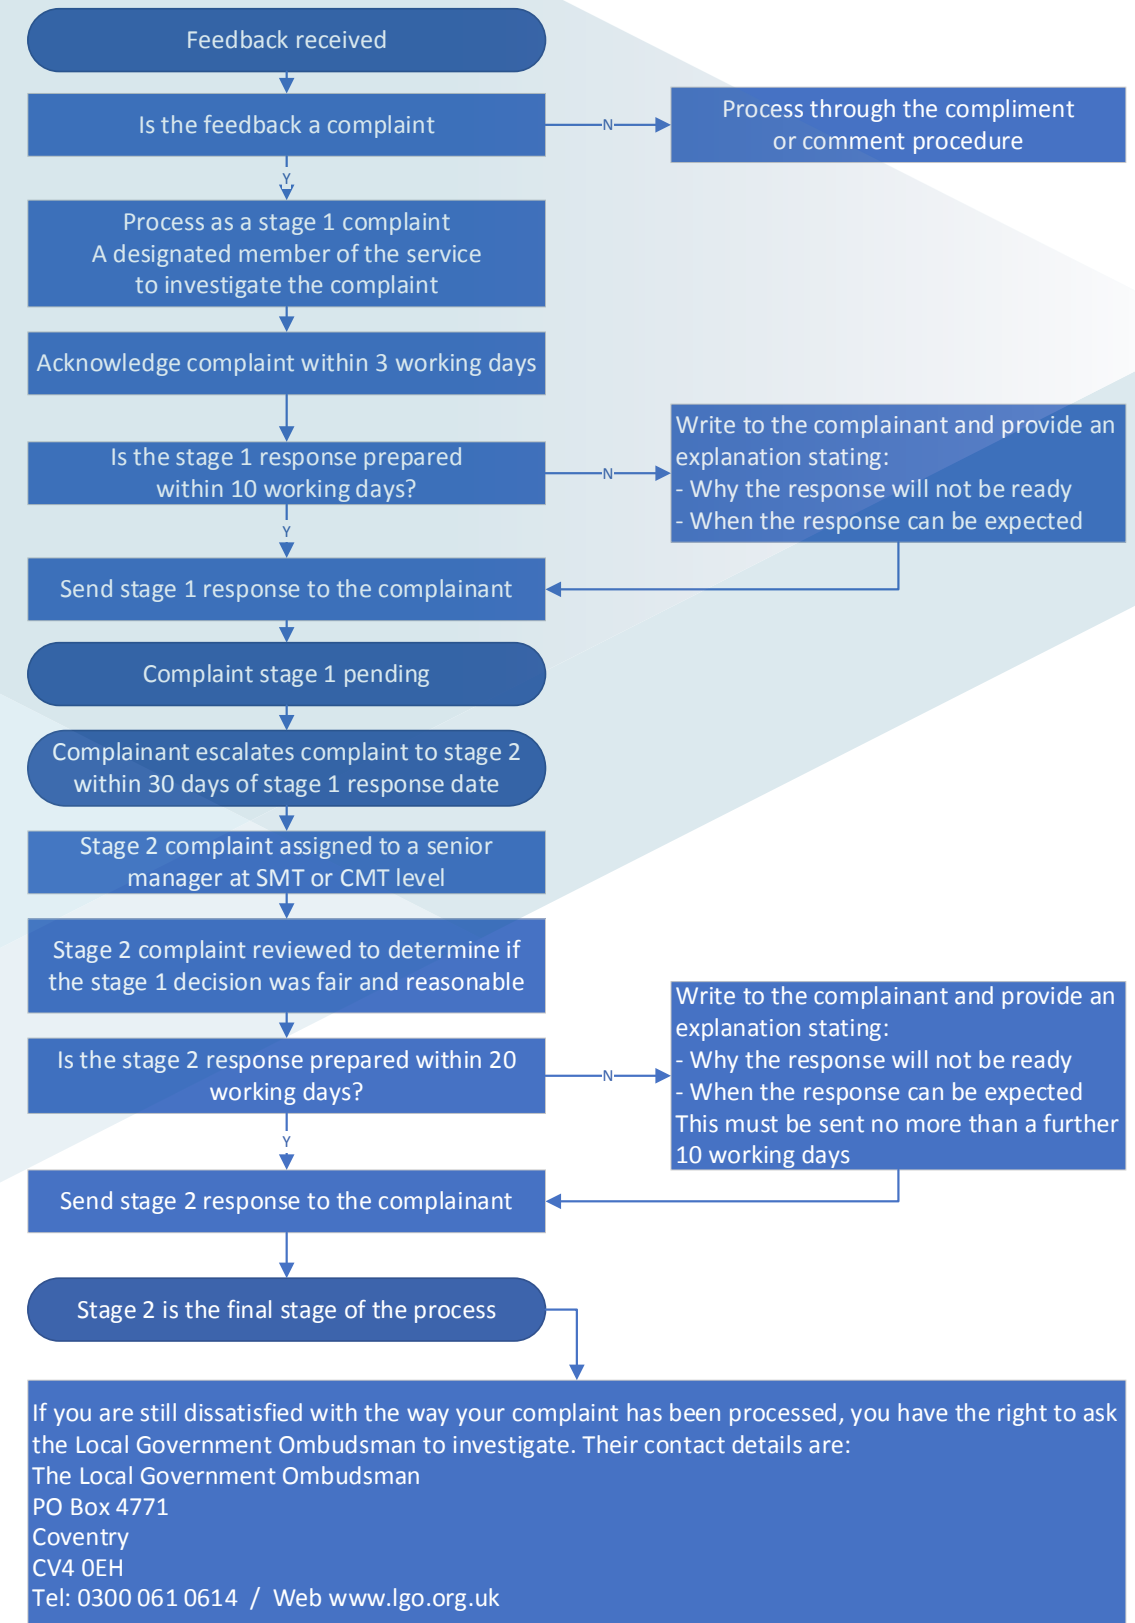 Feedback received
Is the feedback a complaint
N
Process through the compliment
or comment procedure
Y
Process as a stage 1 complaint
A designated member of the service
to investigate the complaint
Acknowledge complaint within 3 working days
Is the stage 1 response prepared
within 10 working days?
N
Write to the complainant and provide an
explanation stating:
- Why the response will not be ready
- When the response can be expected
Y
Send stage 1 response to the complainant
Complaint stage 1 pending
Complainant escalates complaint to stage 2
within 30 days of stage 1 response date
Stage 2 complaint assigned to a senior
manager at SMT or CMT level
Stage 2 complaint reviewed to determine if
the stage 1 decision was fair and reasonable
Is the stage 2 response prepared within 20
working days?
N
Write to the complainant and provide an
explanation stating:
- Why the response will not be ready
- When the response can be expected
This must be sent no more than a further
10 working days
Y
Send stage 2 response to the complainant
Stage 2 is the final stage of the process
If you are still dissatisfied with the way your complaint has been processed, you have the right to ask
the Local Government Ombudsman to investigate. Their contact details are:
The Local Government Ombudsman
PO Box 4771
Coventry
CV4 0EH
Tel: 0300 061 0614 / Web www.lgo.org.uk